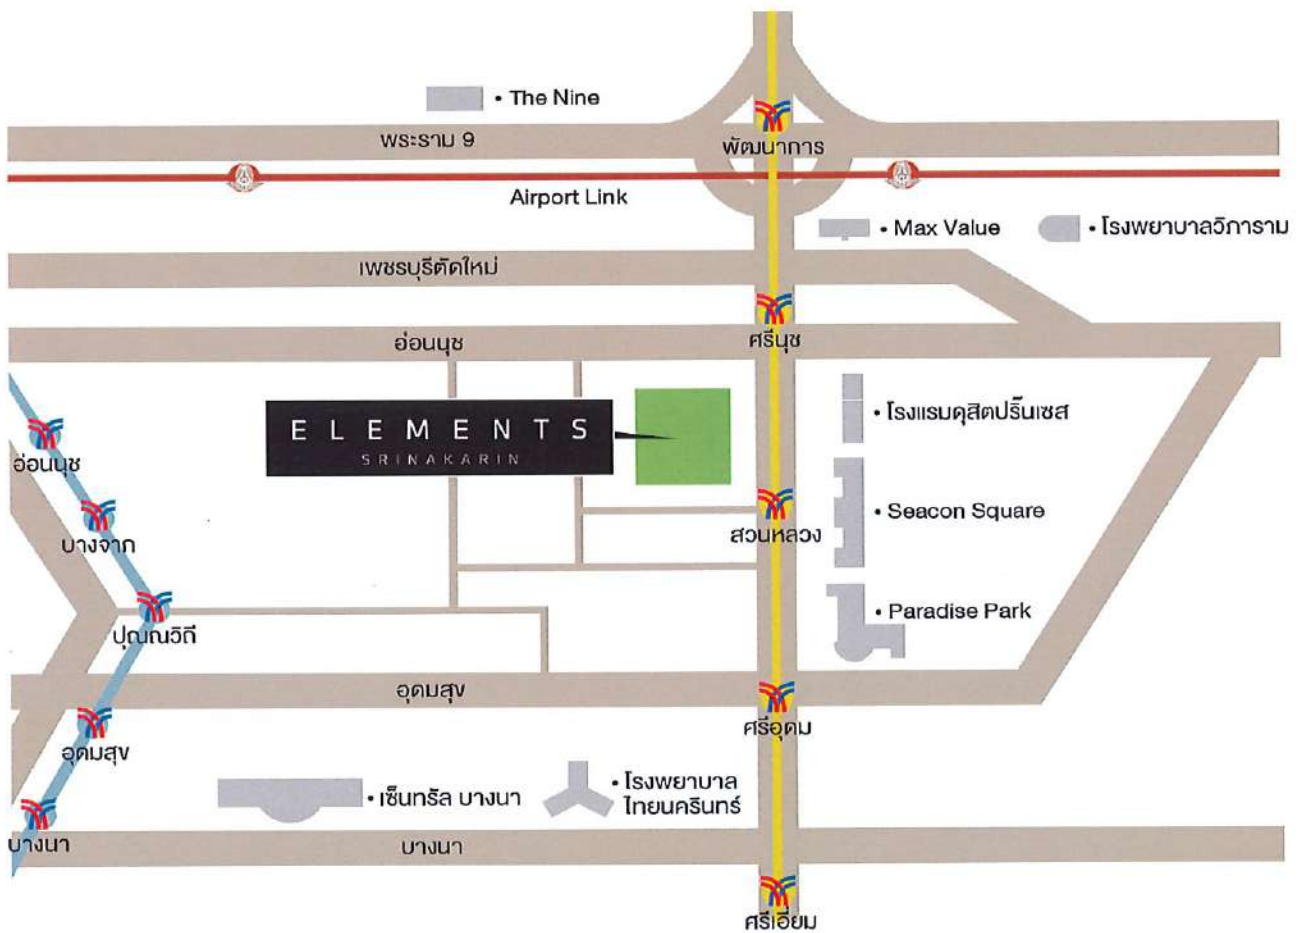 • The Nine
พระราม 9
พัฒนาการ
Airport Link
• Max Value
• โรงพยาบาลวิภาราม
เพชรบุรีตัดใหม่
อ่อนนุช
ศรีนุช
ELEMENTS
SRINAKARIN
• โรงแรมดุสิตปริ๊นเซส
อ่อนนุช
• Seacon Square
บางจาก
สวนหลวง
• Paradise Park
ปุณณวิถี
อุดมสุข
ศรีอุดม
อุดมสุข
• เซ็นทรัล บางนา
• โรงพยาบาล
ไทยนครินทร์
บางนา
บางนา
ศรีเอี่ยม